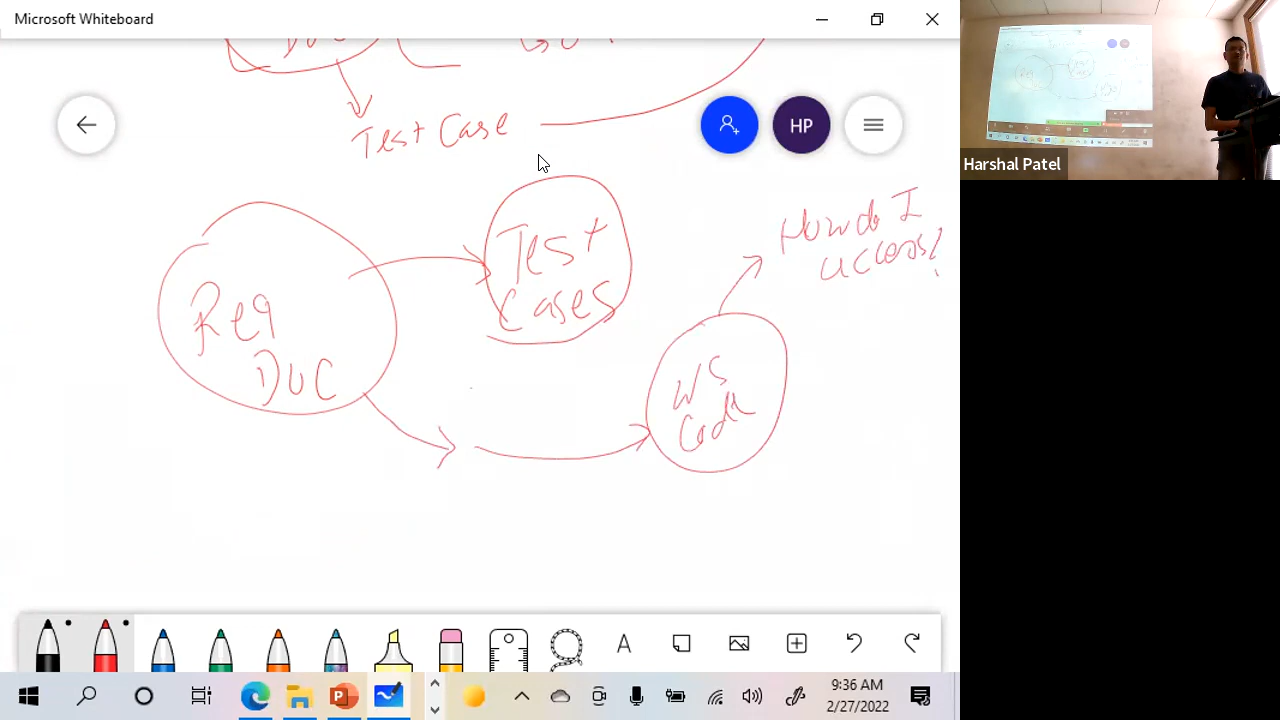 Microsoft Whiteboard
Harshal Patel
HP
Test Case
Test
Cases
How do I
access?
Req
Doc
WS
Code
A
9:36 AM
2/27/2022